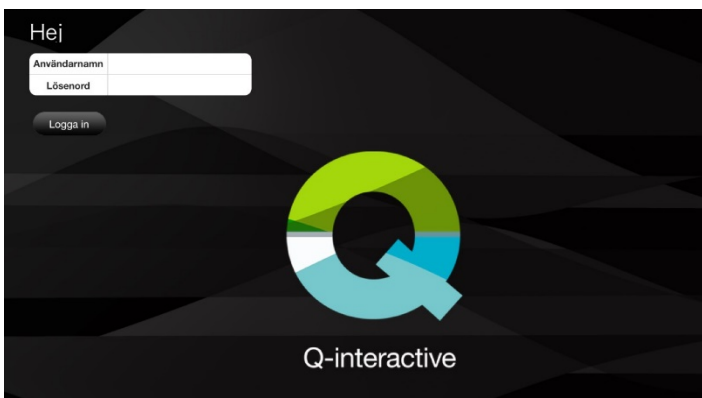 Hej
Användarnamn
Lösenord
Logga in
Q-interactive